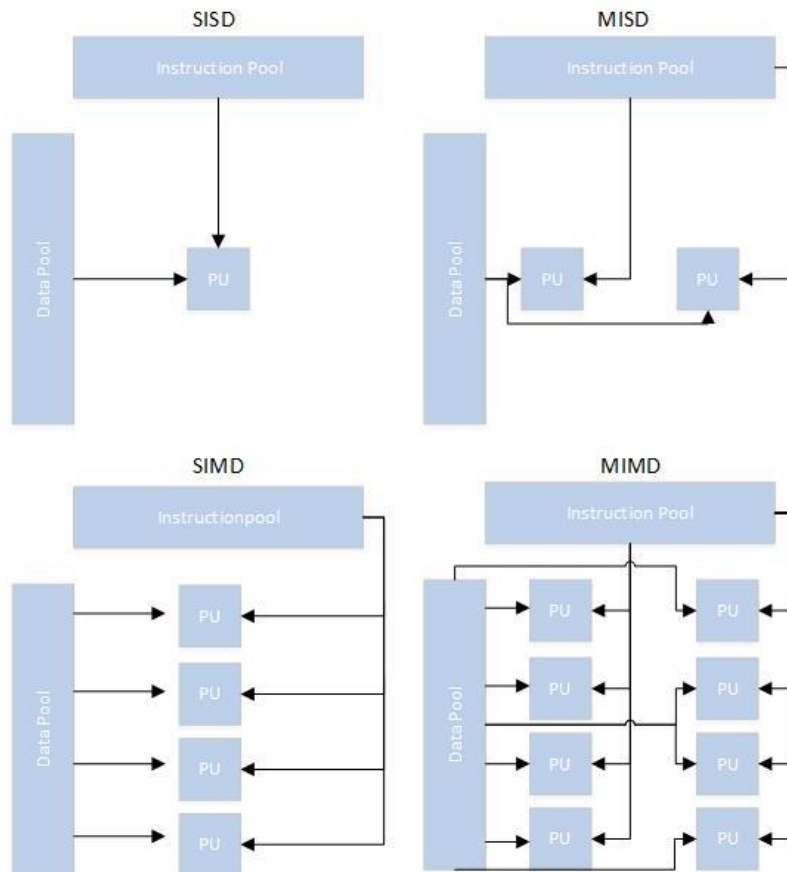 SISD
Instruction Pool
Data Pool
PU
MISD
Instruction Pool
Data Pool
PU
PU
SIMD
Instructionpool
Data Pool
PU
PU
PU
PU
MIMD
Instruction Pool
Data Pool
PU
PU
PU
PU
PU
PU
PU
PU